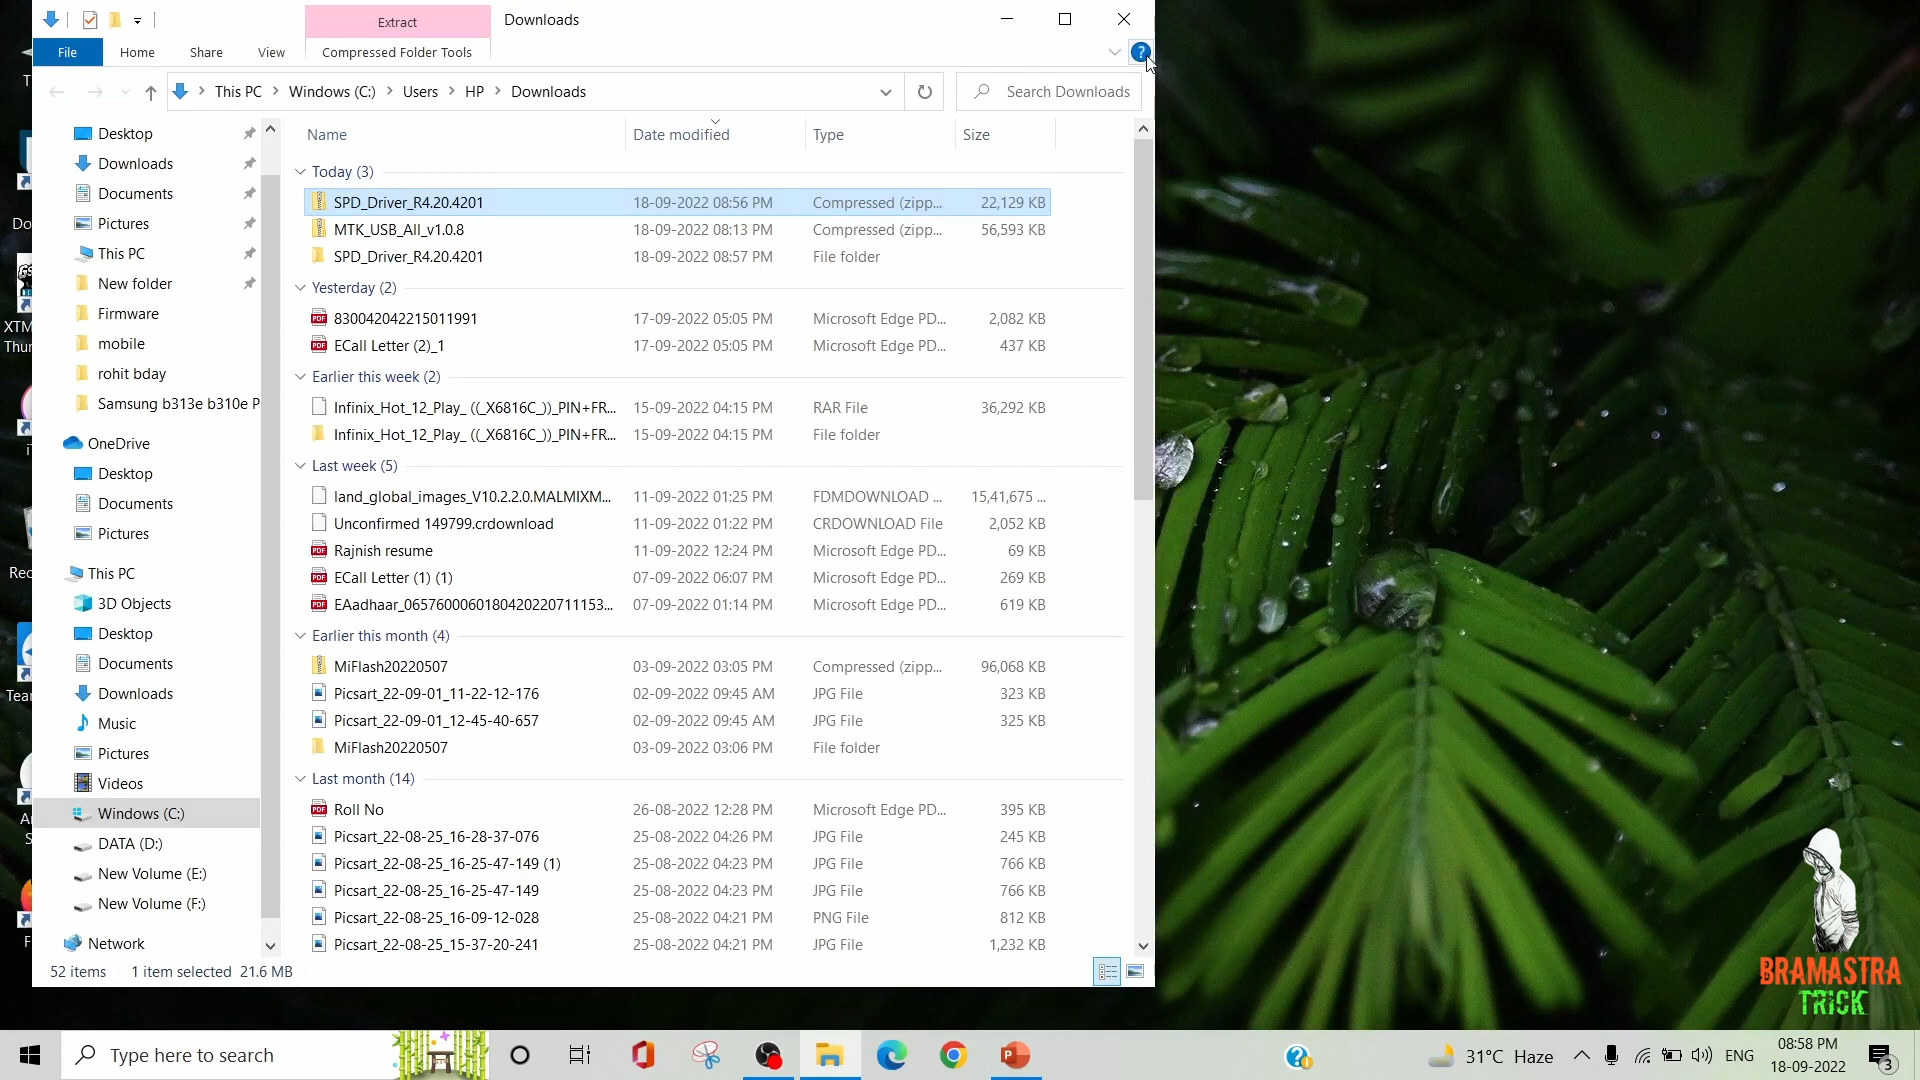 Extract
Downloads
File
Home
Share
View
Compressed Folder Tools
This PC
Windows (C:)
Users
HP
Downloads
Search Downloads
Name
Date modified
Type
Size
Desktop
Downloads
Documents
Pictures
This PC
New folder
Firmware
mobile
rohit bday
Samsung b313e b310e P
OneDrive
Desktop
Documents
Pictures
This PC
3D Objects
Desktop
Documents
Downloads
Music
Pictures
Videos
Windows (C:)
DATA (D:)
New Volume (E:)
New Volume (F:)
Network
Today (3)
SPD_Driver_R4.20.4201 18-09-2022 08:56 PM Compressed (zipp... 22,129 KB
MTK_USB_All_v1.0.8 18-09-2022 08:13 PM Compressed (zipp... 56,593 KB
SPD_Driver_R4.20.4201 18-09-2022 08:57 PM File folder
Yesterday (2)
830042042215011991 17-09-2022 05:05 PM Microsoft Edge PD... 2,082 KB
ECall Letter (2)_1 17-09-2022 05:05 PM Microsoft Edge PD... 437 KB
Earlier this week (2)
Infinix_Hot_12_Play_ ((_X6816C_))_PIN+FR... 15-09-2022 04:15 PM RAR File 36,292 KB
Infinix_Hot_12_Play_ ((_X6816C_))_PIN+FR... 15-09-2022 04:15 PM File folder
Last week (5)
land_global_images_V10.2.2.0.MALMIXM... 11-09-2022 01:25 PM FDMDOWNLOAD ... 15,41,675 ...
Unconfirmed 149799.crdownload 11-09-2022 01:22 PM CRDOWNLOAD File 2,052 KB
Rajnish resume 11-09-2022 12:24 PM Microsoft Edge PD... 69 KB
ECall Letter (1) (1) 07-09-2022 06:07 PM Microsoft Edge PD... 269 KB
EAadhaar_06576000601804202207111​53... 07-09-2022 01:14 PM Microsoft Edge PD... 619 KB
Earlier this month (4)
MiFlash20220507 03-09-2022 03:05 PM Compressed (zipp... 96,068 KB
Picsart_22-09-01_11-22-12-176 02-09-2022 09:45 AM JPG File 323 KB
Picsart_22-09-01_12-45-40-657 02-09-2022 09:45 AM JPG File 325 KB
MiFlash20220507 03-09-2022 03:06 PM File folder
Last month (14)
Roll No 26-08-2022 12:28 PM Microsoft Edge PD... 395 KB
Picsart_22-08-25_16-28-37-076 25-08-2022 04:26 PM JPG File 245 KB
Picsart_22-08-25_16-25-47-149 (1) 25-08-2022 04:23 PM JPG File 766 KB
Picsart_22-08-25_16-25-47-149 25-08-2022 04:23 PM JPG File 766 KB
Picsart_22-08-25_16-09-12-028 25-08-2022 04:21 PM PNG File 812 KB
Picsart_22-08-25_15-37-20-241 25-08-2022 04:21 PM JPG File 1,232 KB
52 items 1 item selected 21.6 MB
BRAMASTRA
TRICK
Type here to search
31°C Haze
ENG
08:58 PM
18-09-2022
3